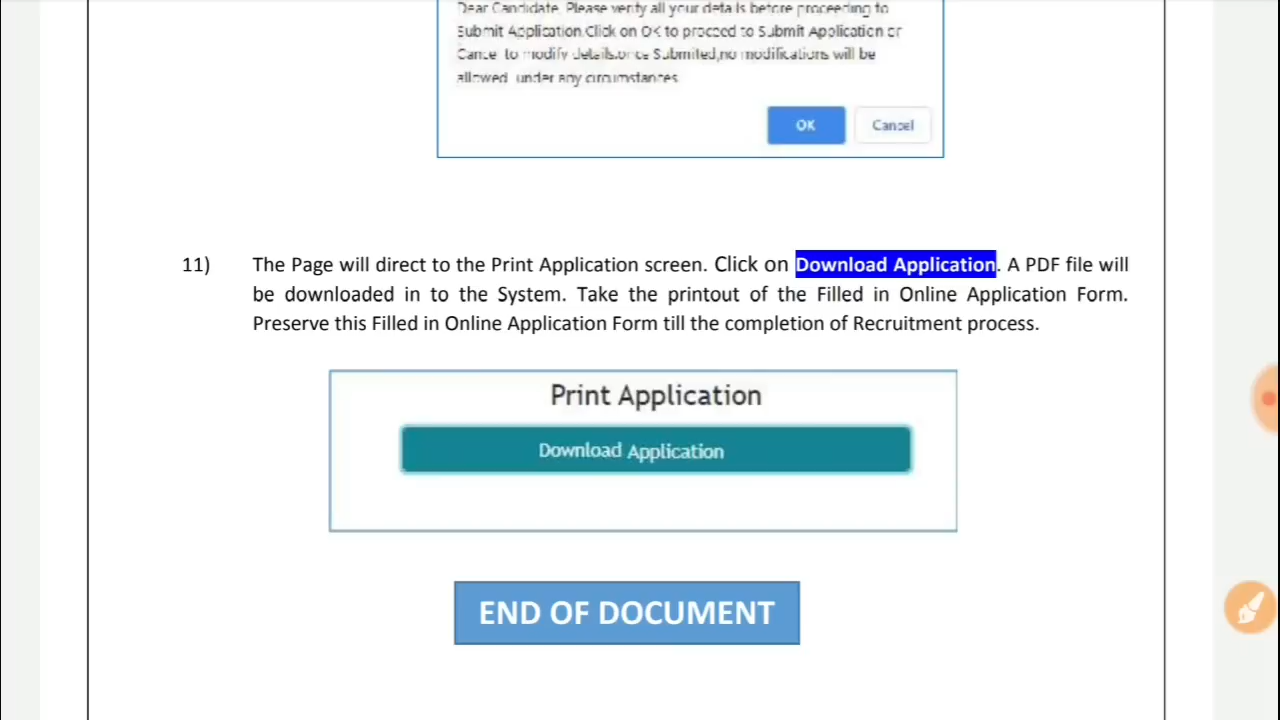 Dear Candidate, Please verify all your details before proceeding to
Submit Application.Click on OK to proceed to Submit Application or
Cancel to modify details.once Submited,no modifications will be
allowed under any circumstances
OK Cancel
11) The Page will direct to the Print Application screen. Click on Download Application. A PDF file will
be downloaded in to the System. Take the printout of the Filled in Online Application Form.
Preserve this Filled in Online Application Form till the completion of Recruitment process.
Print Application
Download Application
END OF DOCUMENT